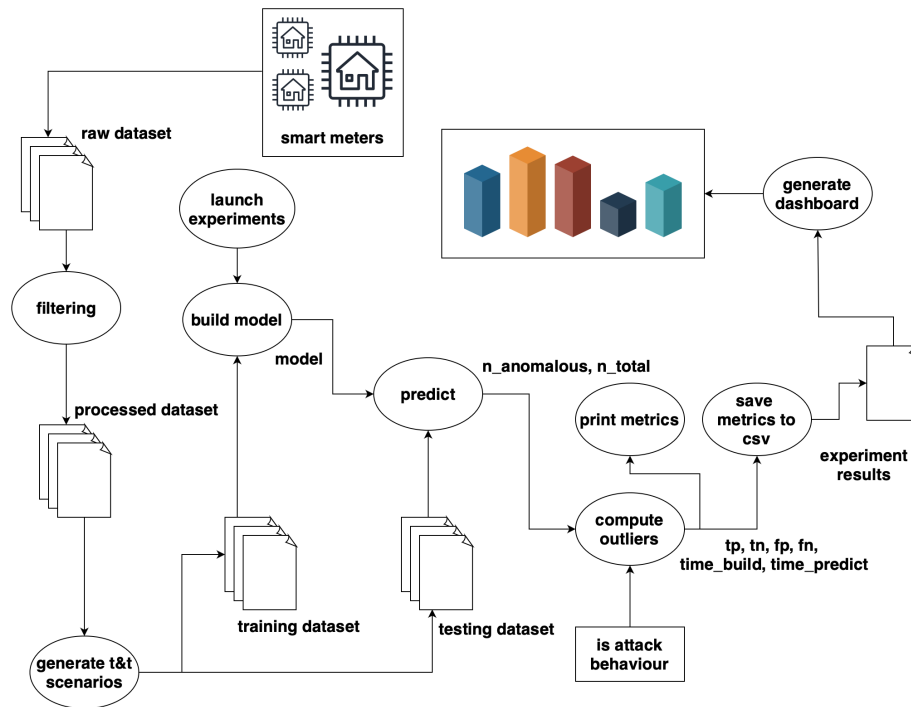 smart meters
raw dataset
launch
experiments
generate
dashboard
filtering
build model
model
processed dataset
predict
n_anomalous, n_total
print metrics
save
metrics to
csv
experiment
results
compute
outliers
tp, tn, fp, fn,
time_build, time_predict
training dataset
testing dataset
is attack
behaviour
generate t&t
scenarios